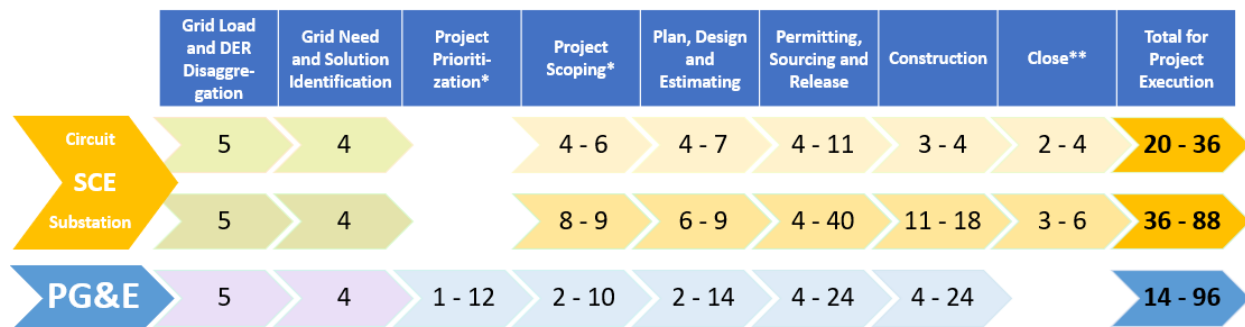 Grid Load
and DER
Disaggre-
gation
Grid Need
and Solution
Identification
Project
Prioriti-
zation*
Project
Scoping*
Plan, Design
and
Estimating
Permitting,
Sourcing and
Release
Construction
Close**
Total for
Project
Execution
Circuit
5
4
4 - 6
4 - 7
4 - 11
3 - 4
2 - 4
20 - 36
SCE
Substation
5
4
8 - 9
6 - 9
4 - 40
11 - 18
3 - 6
36 - 88
PG&E
5
4
1 - 12
2 - 10
2 - 14
4 - 24
4 - 24
14 - 96